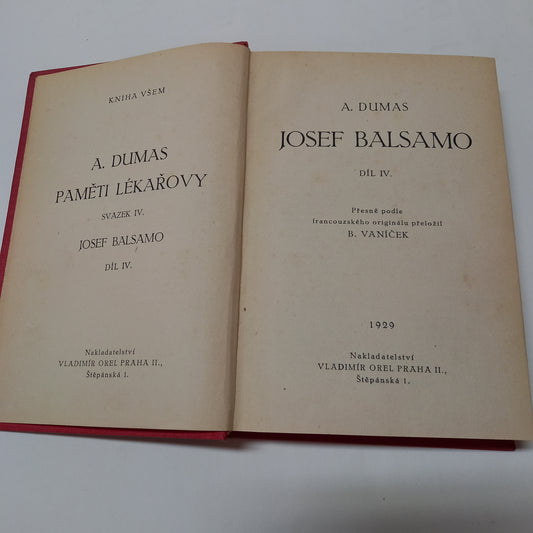 KNIHA VŠEM
A. DUMAS
PAMĚTI LÉKAŘOVY
SVAZEK IV.
JOSEF BALSAMO
DÍL IV.
Nakladatelství
VLADIMÍR OREL PRAHA II.,
Štěpánská 1.
A. DUMAS
JOSEF BALSAMO
DÍL IV.
Přesně podle
francouzského originálu přeložil
B. VANÍČEK
1929
Nakladatelství
VLADIMÍR OREL PRAHA II.,
Štěpánská 1.